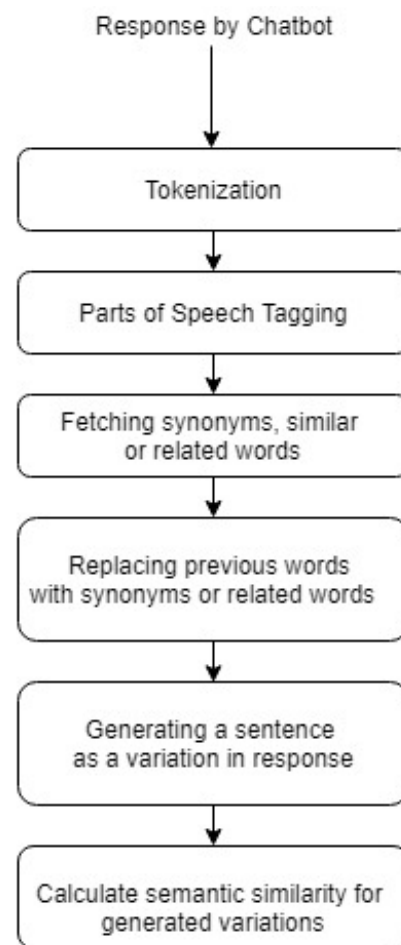 Response by Chatbot
Tokenization
Parts of Speech Tagging
Fetching synonyms, similar
or related words
Replacing previous words
with synonyms or related words
Generating a sentence
as a variation in response
Calculate semantic similarity for
generated variations